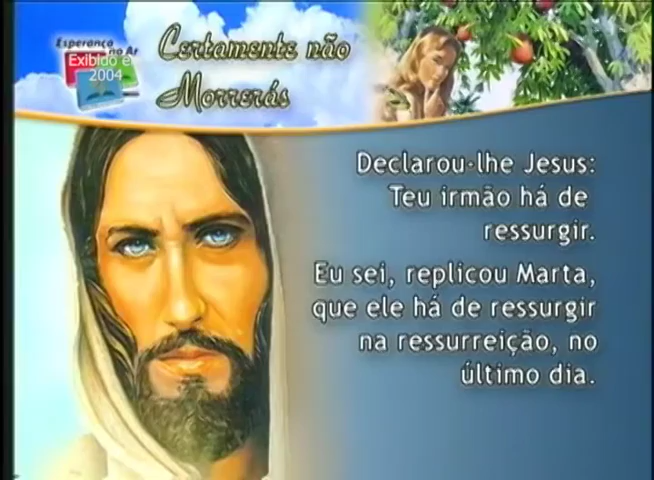 Esperança
no Ar
Exibido e
2004
Certamente não
Morrerás
Declarou-lhe Jesus:
Teu irmão há de
ressurgir.
Eu sei, replicou Marta,
que ele há de ressurgir
na ressurreição, no
último dia.